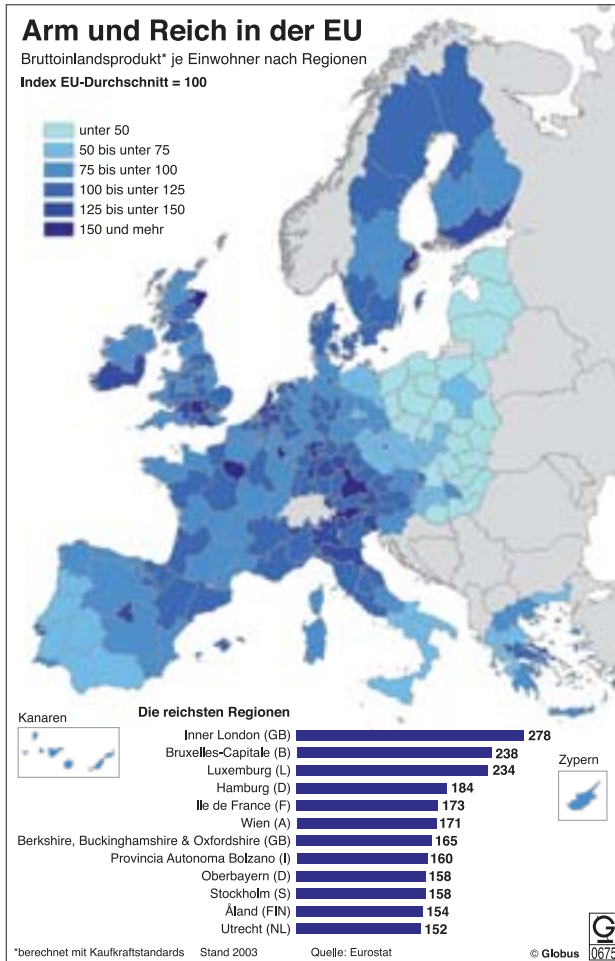 Arm und Reich in der EU
Bruttoinlandsprodukt* je Einwohner nach Regionen
Index EU-Durchschnitt = 100
unter 50
50 bis unter 75
75 bis unter 100
100 bis unter 125
125 bis unter 150
150 und mehr
Kanaren
Die reichsten Regionen
Zypern
Inner London (GB) 278
Bruxelles-Capitale (B) 238
Luxemburg (L) 234
Hamburg (D) 184
Ile de France (F) 173
Wien (A) 171
Berkshire, Buckinghamshire & Oxfordshire (GB) 165
Provincia Autonoma Bolzano (I) 160
Oberbayern (D) 158
Stockholm (S) 158
Åland (FIN) 154
Utrecht (NL) 152
*berechnet mit Kaufkraftstandards Stand 2003 Quelle: Eurostat © Globus
G
0675